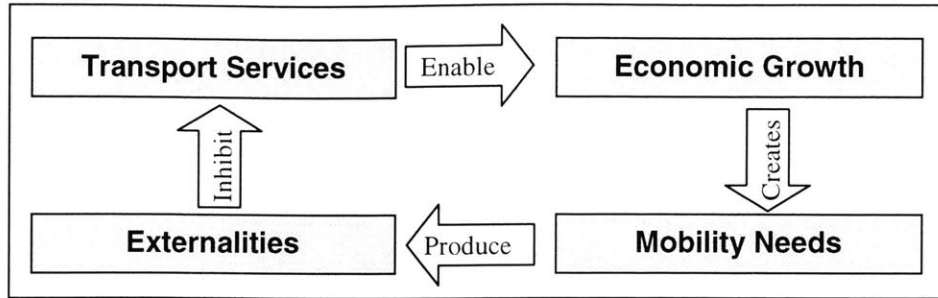 Transport Services
Enable
Economic Growth
Inhibit
Creates
Externalities
Produce
Mobility Needs